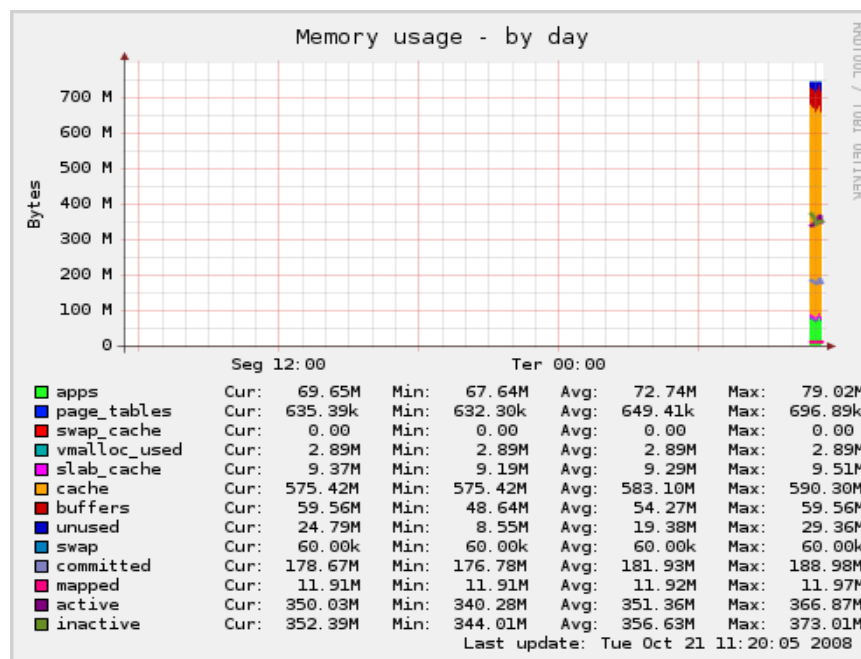 Memory usage - by day
RRDTOOL / TOBI OETIKER
Bytes
700 M
600 M
500 M
400 M
300 M
200 M
100 M
0
Seg 12:00 Ter 00:00
apps Cur: 69.65M Min: 67.64M Avg: 72.74M Max: 79.02M
page_tables Cur: 635.39k Min: 632.30k Avg: 649.41k Max: 696.89k
swap_cache Cur: 0.00 Min: 0.00 Avg: 0.00 Max: 0.00
vmalloc_used Cur: 2.89M Min: 2.89M Avg: 2.89M Max: 2.89M
slab_cache Cur: 9.37M Min: 9.19M Avg: 9.29M Max: 9.51M
cache Cur: 575.42M Min: 575.42M Avg: 583.10M Max: 590.30M
buffers Cur: 59.56M Min: 48.64M Avg: 54.27M Max: 59.56M
unused Cur: 24.79M Min: 8.55M Avg: 19.38M Max: 29.36M
swap Cur: 60.00k Min: 60.00k Avg: 60.00k Max: 60.00k
committed Cur: 178.67M Min: 176.78M Avg: 181.93M Max: 188.98M
mapped Cur: 11.91M Min: 11.91M Avg: 11.92M Max: 11.97M
active Cur: 350.03M Min: 340.28M Avg: 351.36M Max: 366.87M
inactive Cur: 352.39M Min: 344.01M Avg: 356.63M Max: 373.01M
Last update: Tue Oct 21 11:20:05 2008